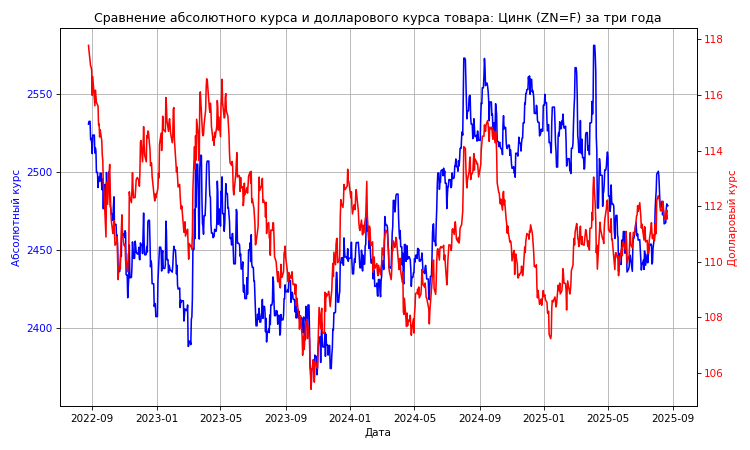 Сравнение абсолютного курса и долларового курса товара: Цинк (ZN=F) за три года
Абсолютный курс
2550
2500
2450
2400
118
116
114
112
110
108
106
Долларовый курс
2022-09 2023-01 2023-05 2023-09 2024-01 2024-05 2024-09 2025-01 2025-05 2025-09
Дата